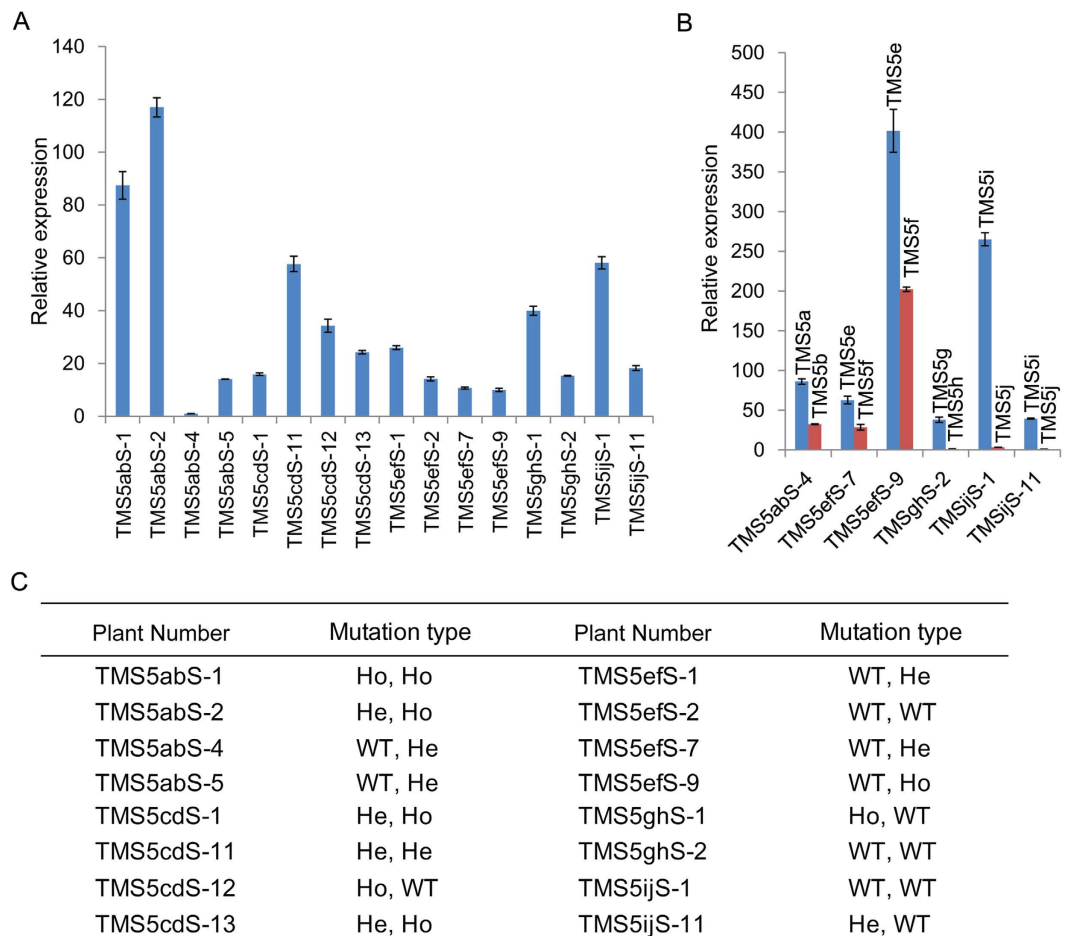 A
Relative expression
140
120
100
80
60
40
20
0
TMS5abS-1
TMS5abS-2
TMS5abS-4
TMS5abS-5
TMS5cdS-1
TMS5cdS-11
TMS5cdS-12
TMS5cdS-13
TMS5efS-1
TMS5efS-2
TMS5efS-7
TMS5efS-9
TMS5ghS-1
TMS5ghS-2
TMS5ijS-1
TMS5ijS-11
B
Relative expression
500
450
400
350
300
250
200
150
100
50
0
TMS5a
TMS5b
TMS5e
TMS5f
TMS5e
TMS5f
TMS5g
TMS5h
TMS5i
TMS5j
TMS5i
TMS5j
TMS5abS-4
TMS5efS-7
TMS5efS-9
TMSghS-2
TMSijS-1
TMSijS-11
C
Plant Number Mutation type Plant Number Mutation type
TMS5abS-1 Ho, Ho TMS5efS-1 WT, He
TMS5abS-2 He, Ho TMS5efS-2 WT, WT
TMS5abS-4 WT, He TMS5efS-7 WT, He
TMS5abS-5 WT, He TMS5efS-9 WT, Ho
TMS5cdS-1 He, Ho TMS5ghS-1 Ho, WT
TMS5cdS-11 He, He TMS5ghS-2 WT, WT
TMS5cdS-12 Ho, WT TMS5ijS-1 WT, WT
TMS5cdS-13 He, Ho TMS5ijS-11 He, WT